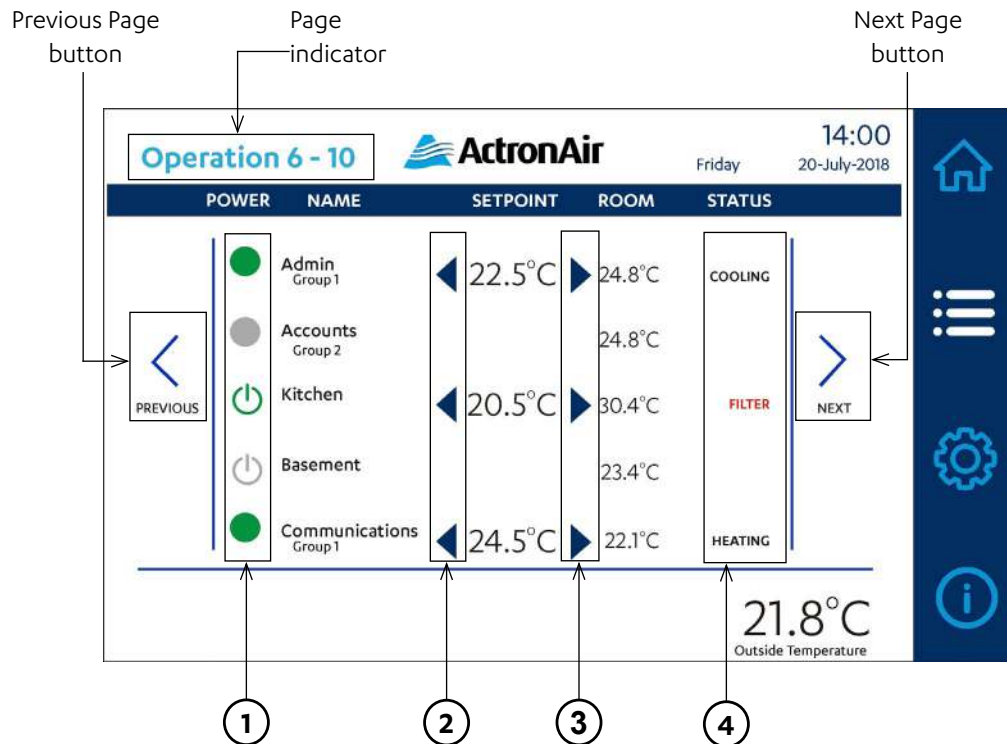 Previous Page
button
Page
indicator
Next Page
button
Operation 6 - 10
ActronAir
14:00
Friday 20-July-2018
POWER NAME SETPOINT ROOM STATUS
Admin
Group 1
22.5°C 24.8°C COOLING
Accounts
Group 2
24.8°C
Kitchen
20.5°C 30.4°C FILTER
Basement
23.4°C
Communications
Group 1
24.5°C 22.1°C HEATING
PREVIOUS
NEXT
21.8°C
Outside Temperature
1 2 3 4